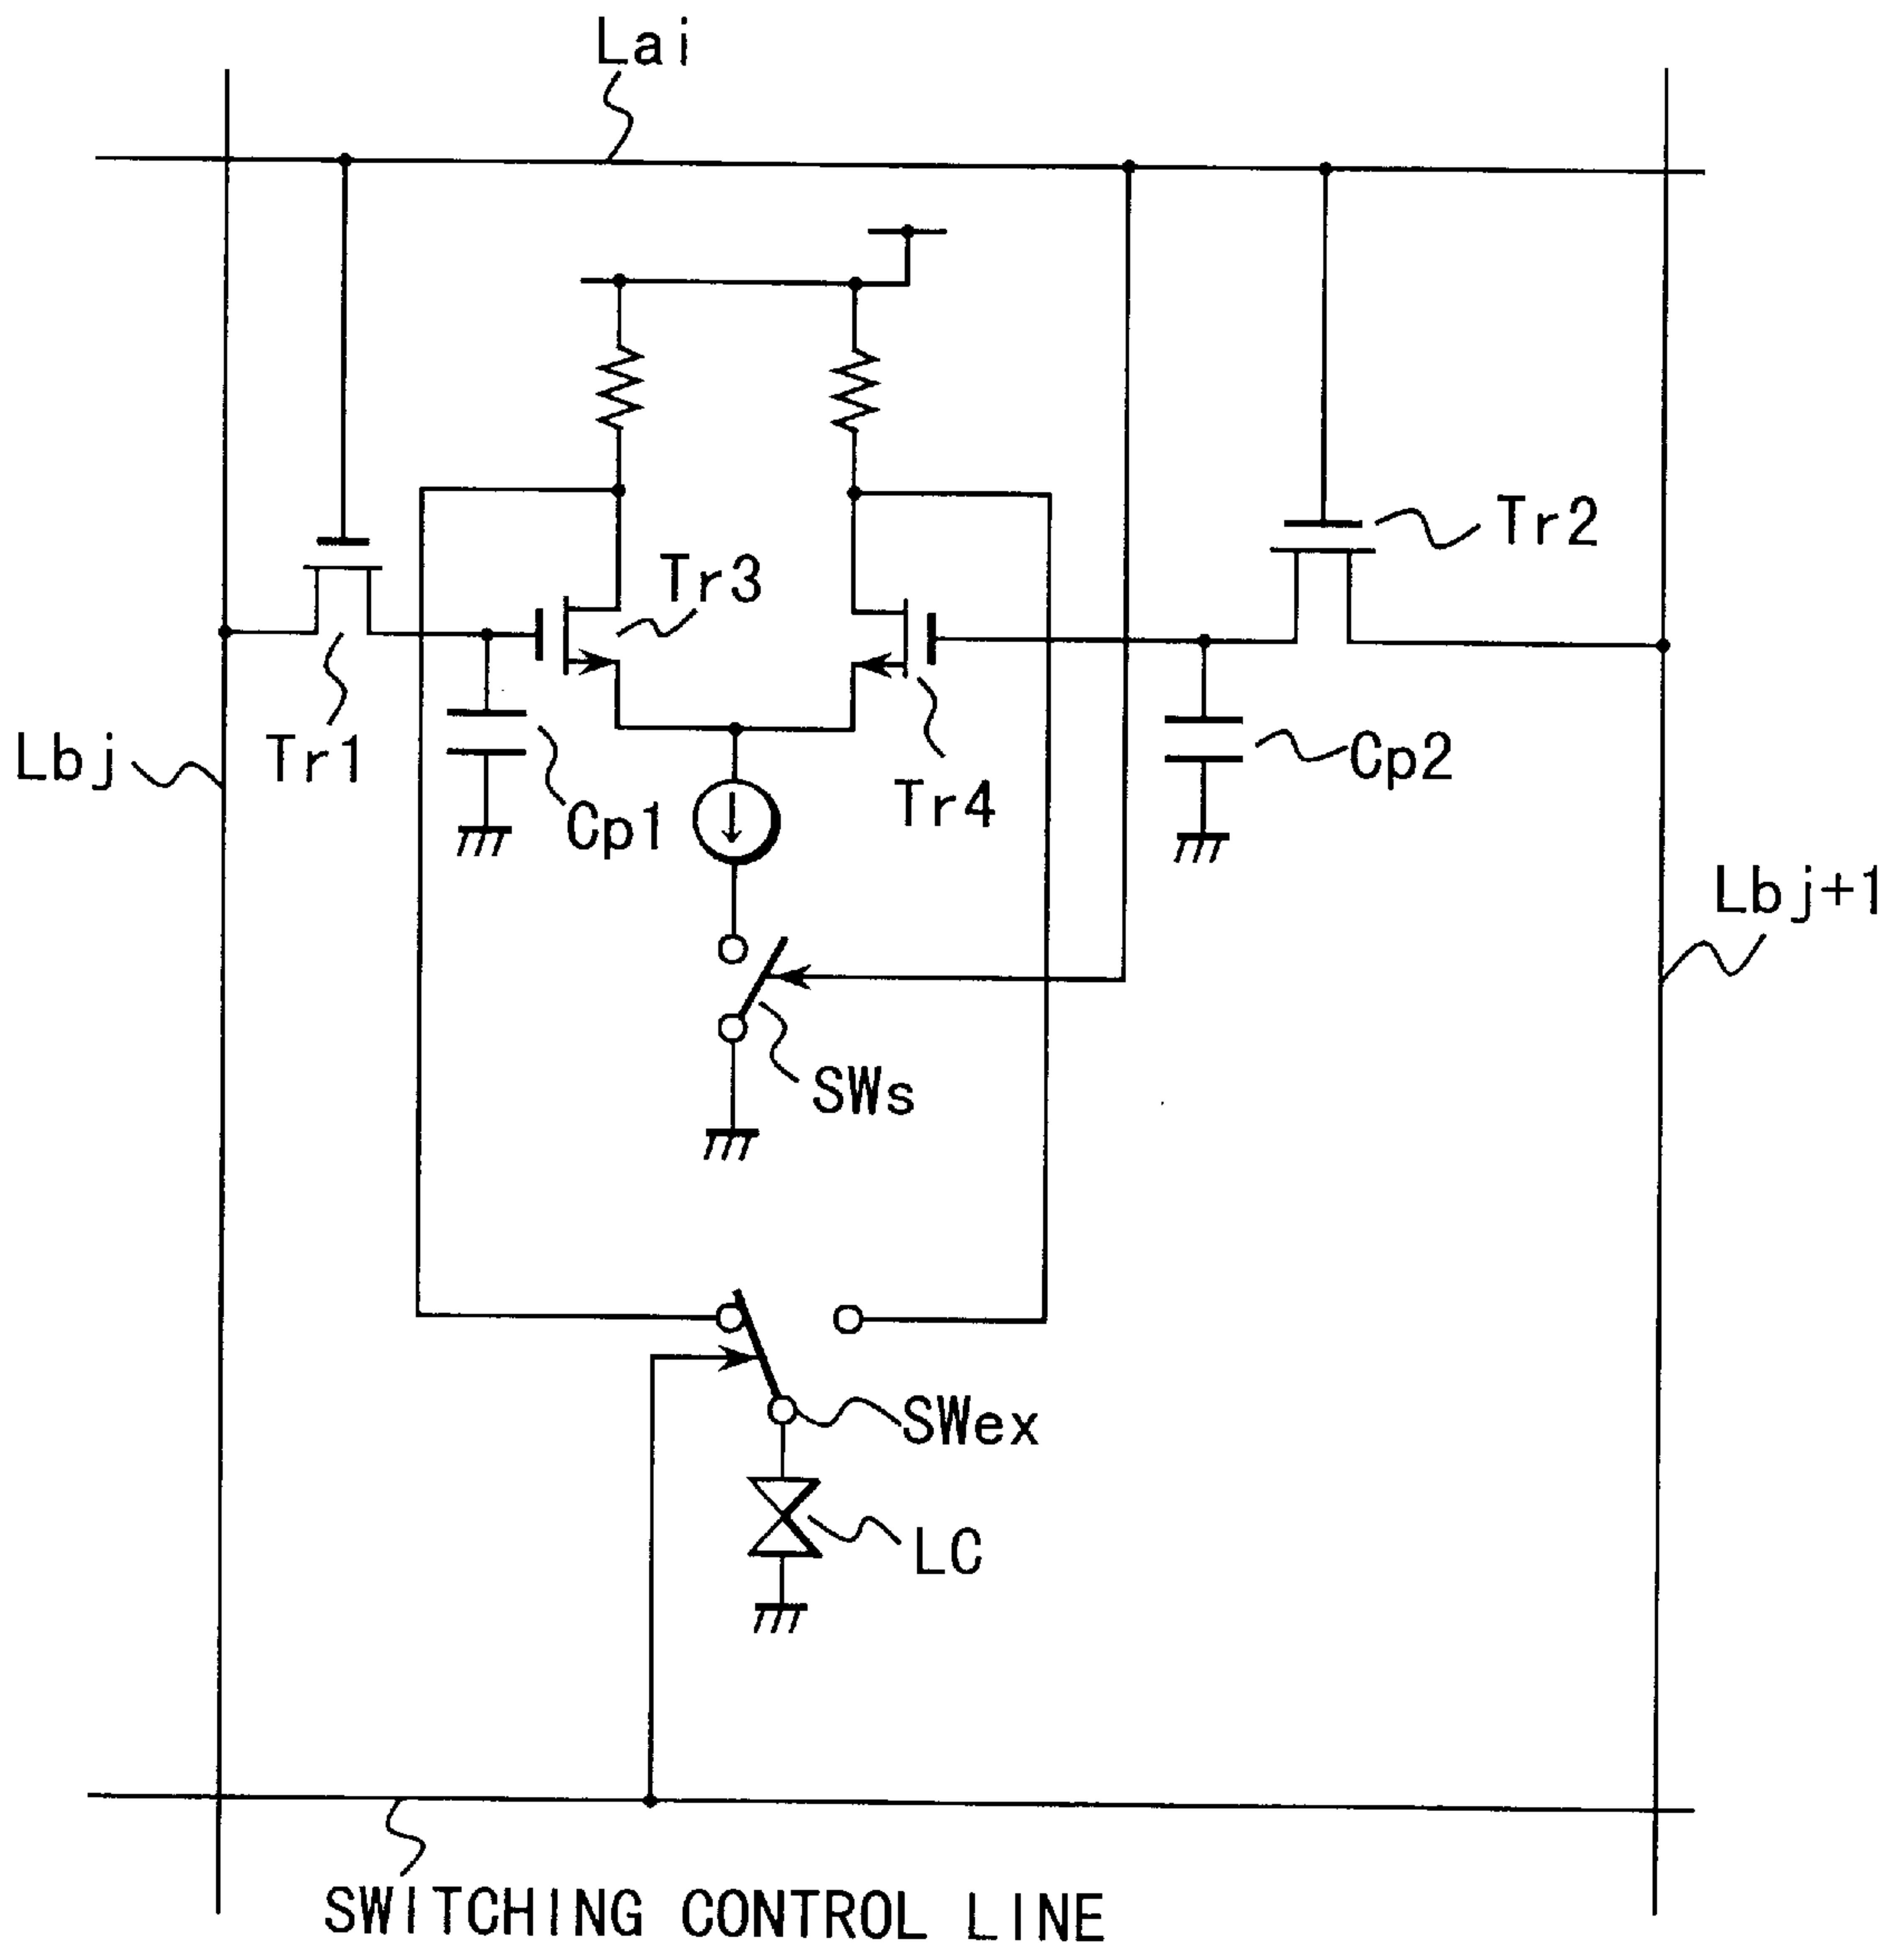 Lai
Tr2
Tr3
Lbj
Tr1
Cp1
Tr4
Cp2
Lbj+1
SWs
SWex
LC
SWITCHING CONTROL LINE